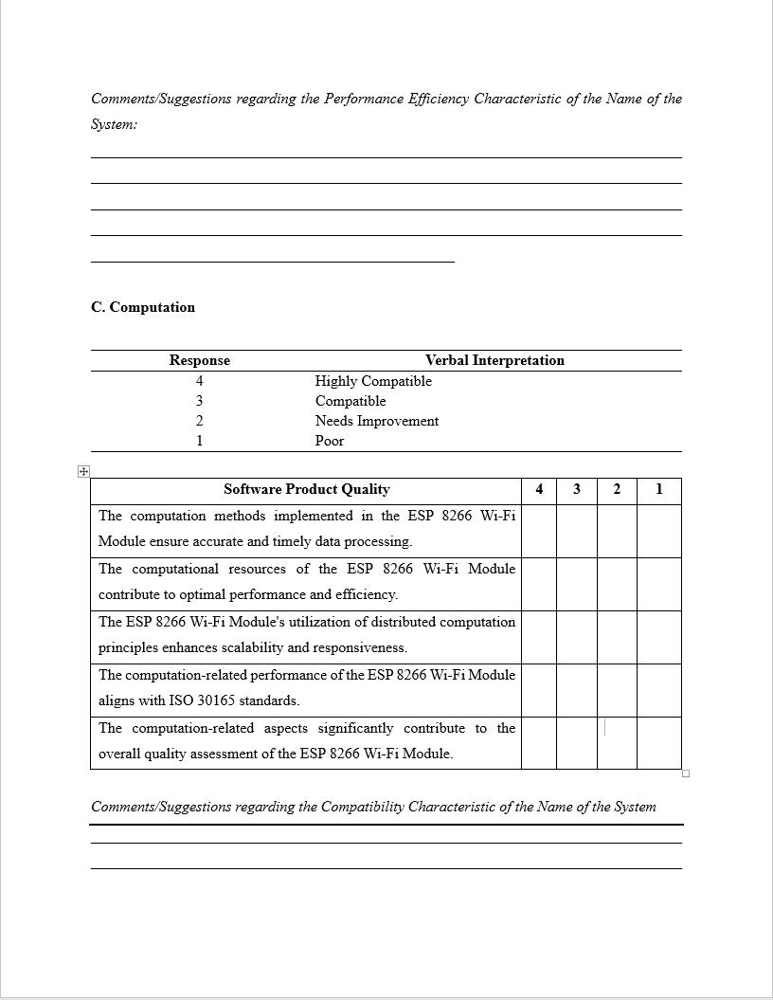 Comments/Suggestions regarding the Performance Efficiency Characteristic of the Name of the
System:
C. Computation
Response Verbal Interpretation
4 Highly Compatible
3 Compatible
2 Needs Improvement
1 Poor
Software Product Quality 4 3 2 1
The computation methods implemented in the ESP 8266 Wi-Fi
Module ensure accurate and timely data processing.
The computational resources of the ESP 8266 Wi-Fi Module
contribute to optimal performance and efficiency.
The ESP 8266 Wi-Fi Module's utilization of distributed computation
principles enhances scalability and responsiveness.
The computation-related performance of the ESP 8266 Wi-Fi Module
aligns with ISO 30165 standards.
The computation-related aspects significantly contribute to the
overall quality assessment of the ESP 8266 Wi-Fi Module.
Comments/Suggestions regarding the Compatibility Characteristic of the Name of the System